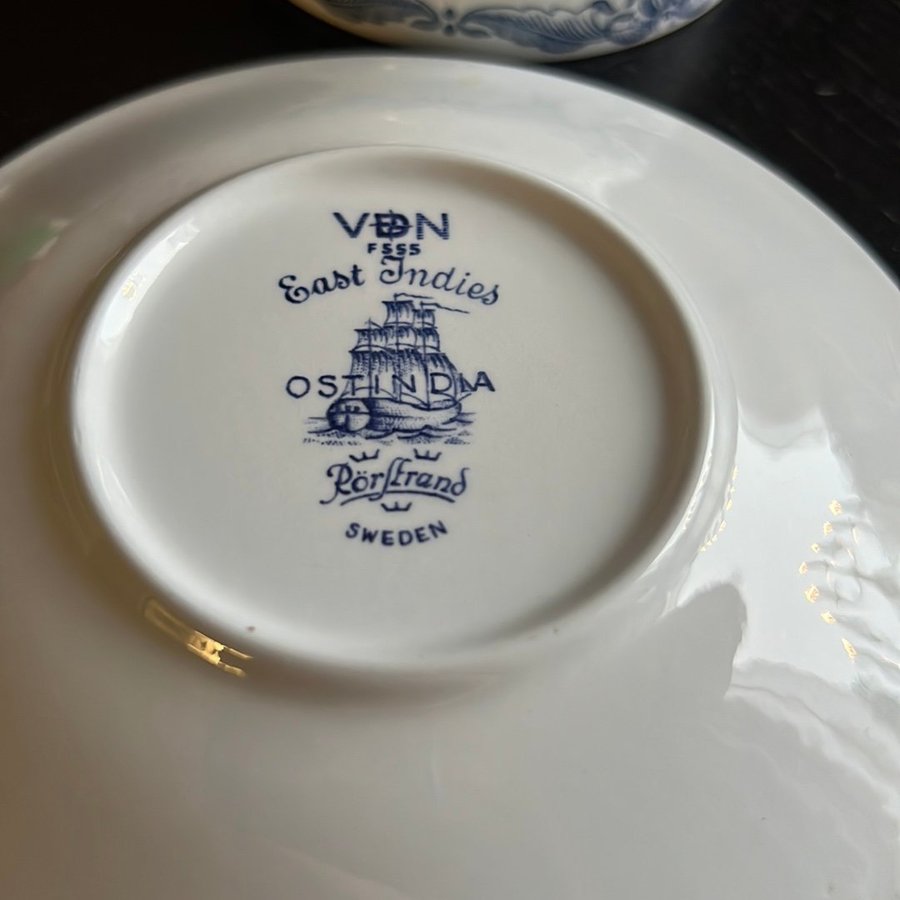 VDN
FSSS
East Indies
OSTINDIA
Rörstrand
SWEDEN